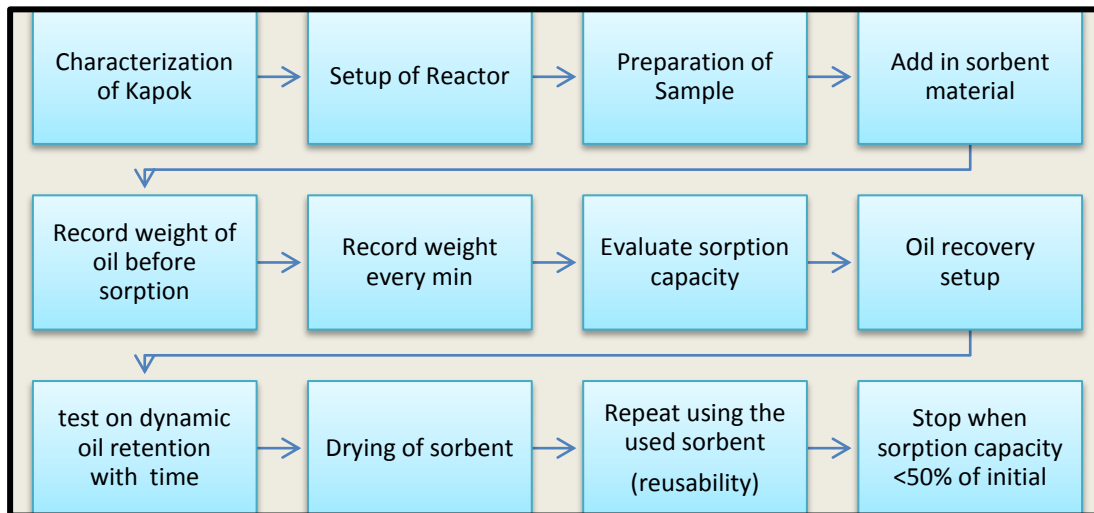 Characterization
of Kapok
Setup of Reactor
Preparation of
Sample
Add in sorbent
material
Record weight of
oil before
sorption
Record weight
every min
Evaluate sorption
capacity
Oil recovery
setup
test on dynamic
oil retention
with time
Drying of sorbent
Repeat using the
used sorbent
(reusability)
Stop when
sorption capacity
<50% of initial